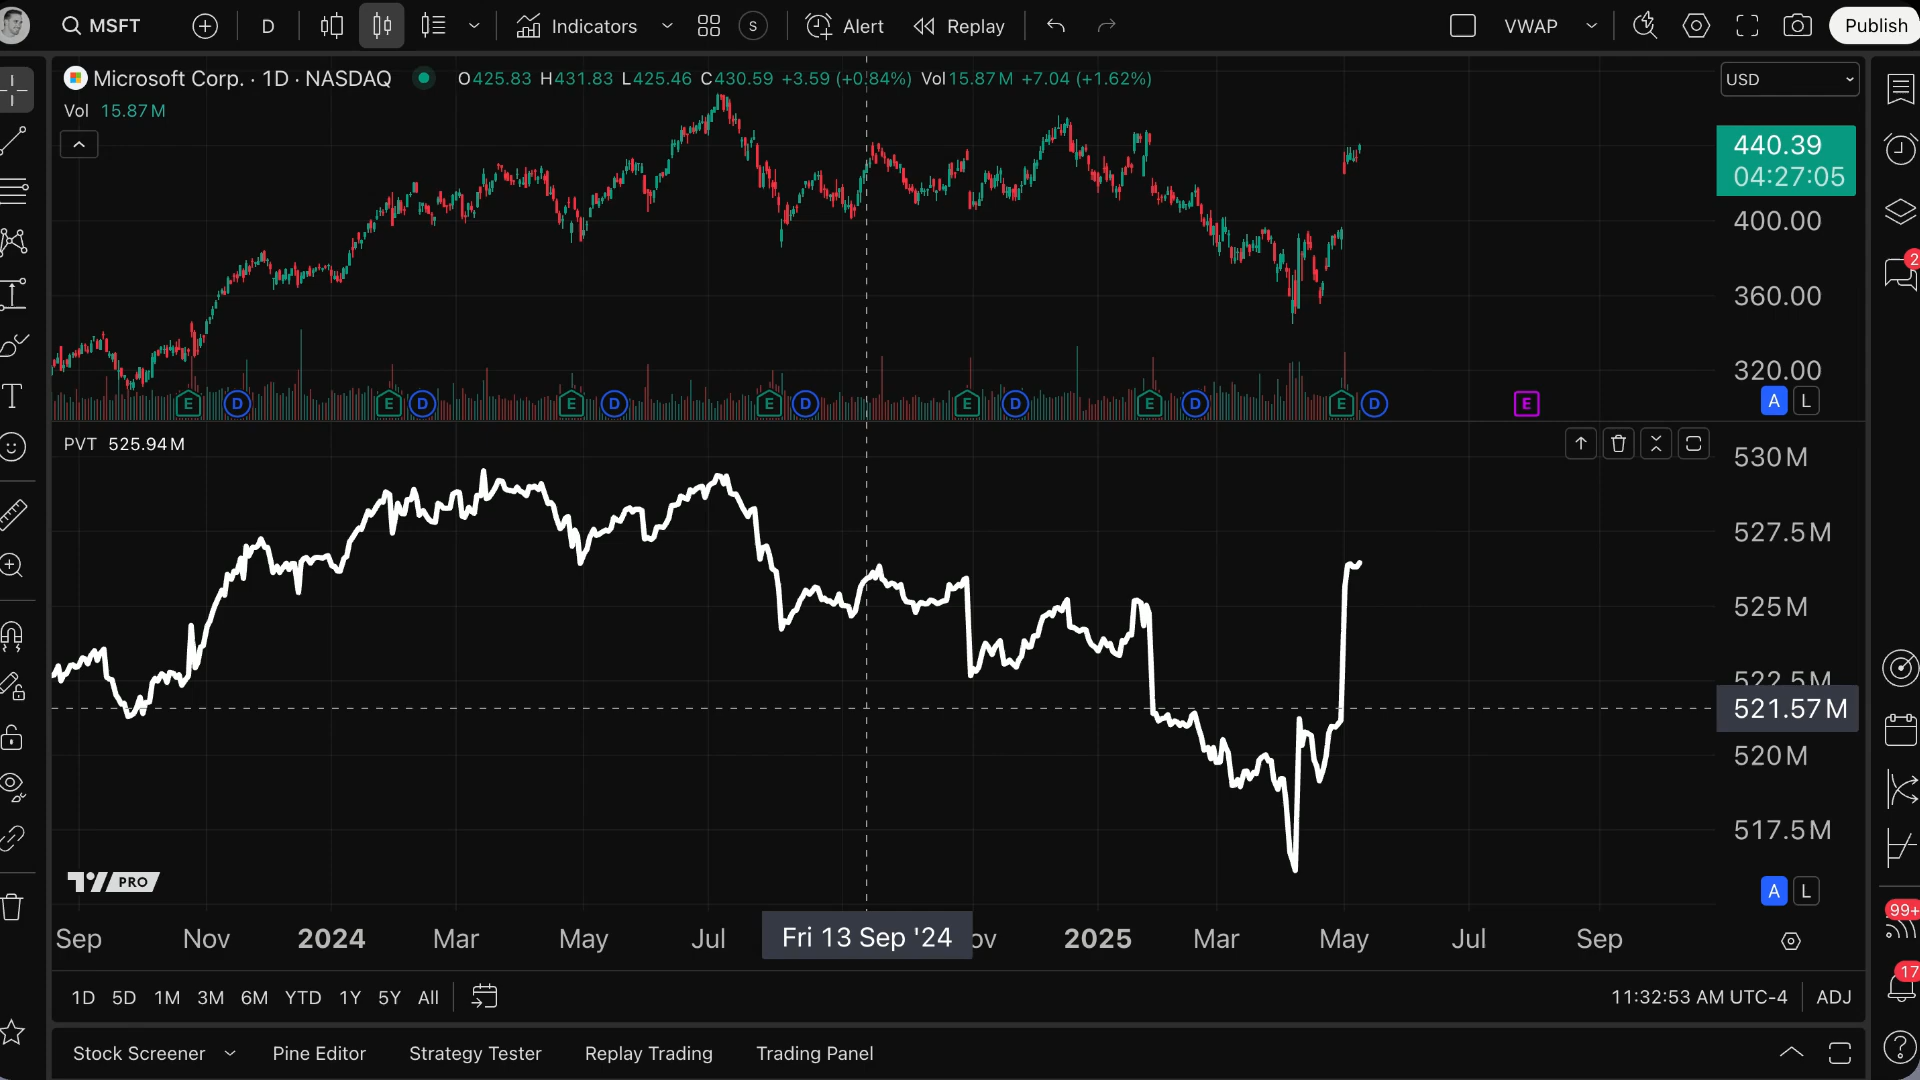 MSFT D Indicators S Alert Replay VWAP Publish
Microsoft Corp. · 1D · NASDAQ O425.83 H431.83 L425.46 C430.59 +3.59 (+0.84%) Vol15.87M +7.04 (+1.62%)
USD
Vol 15.87M
440.39
04:27:05
400.00
2
360.00
320.00
E D E D E D E D E D E D E D E
A L
PVT 525.94M
530M
527.5M
525M
522.5M
521.57M
520M
517.5M
PRO
A L
99+
Sep Nov 2024 Mar May Jul Fri 13 Sep '24 ov 2025 Mar May Jul Sep
17
1D 5D 1M 3M 6M YTD 1Y 5Y All 11:32:53 AM UTC-4 ADJ
Stock Screener Pine Editor Strategy Tester Replay Trading Trading Panel